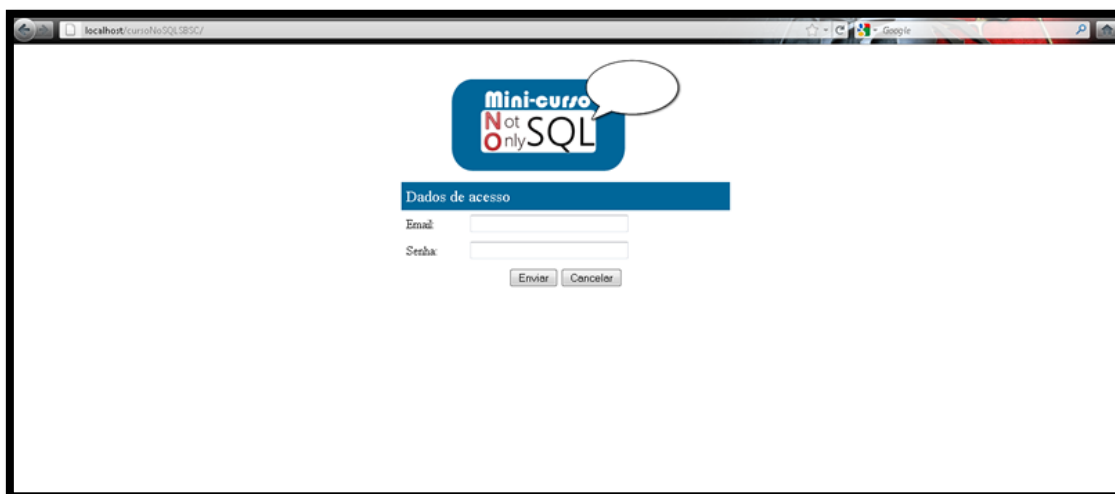 localhost/cursoNoSQLSBSC/
Google
Mini-curso
Not
Only SQL
Dados de acesso
Email:
Senha:
Enviar Cancelar